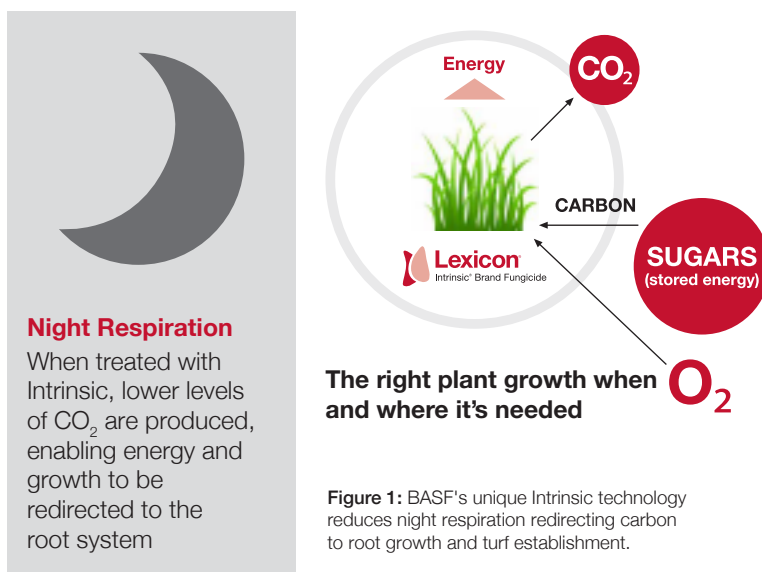 Night Respiration
When treated with
Intrinsic, lower levels
of CO₂ are produced,
enabling energy and
growth to be
redirected to the
root system
Energy
CO₂
CARBON
SUGARS
(stored energy)
Lexicon®
Intrinsic® Brand Fungicide
O₂
The right plant growth when
and where it's needed
Figure 1: BASF's unique Intrinsic technology
reduces night respiration redirecting carbon
to root growth and turf establishment.